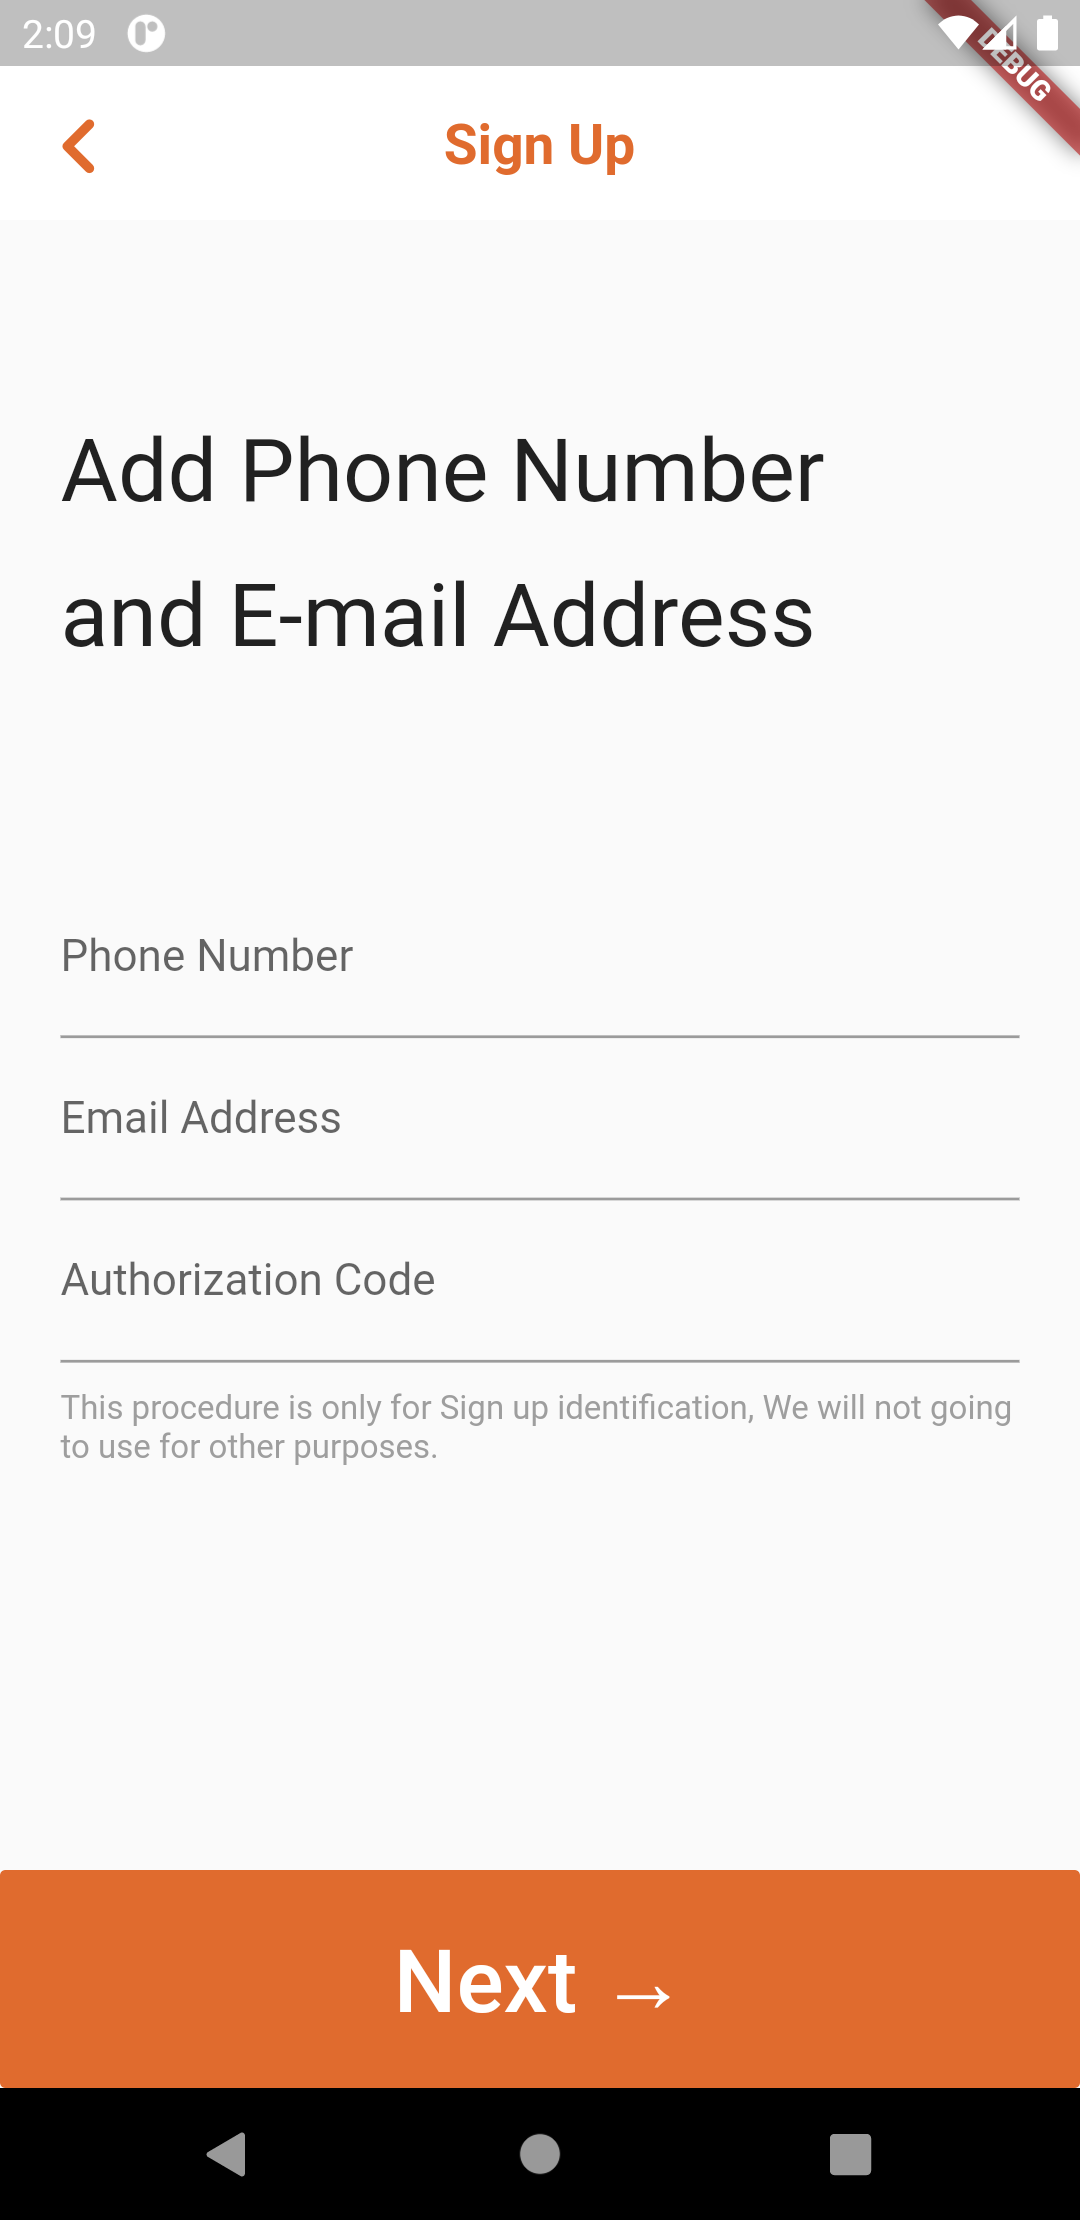 2:09
DEBUG
Sign Up
Add Phone Number
and E-mail Address
Phone Number
Email Address
Authorization Code
This procedure is only for Sign up identification, We will not going
to use for other purposes.
Next →